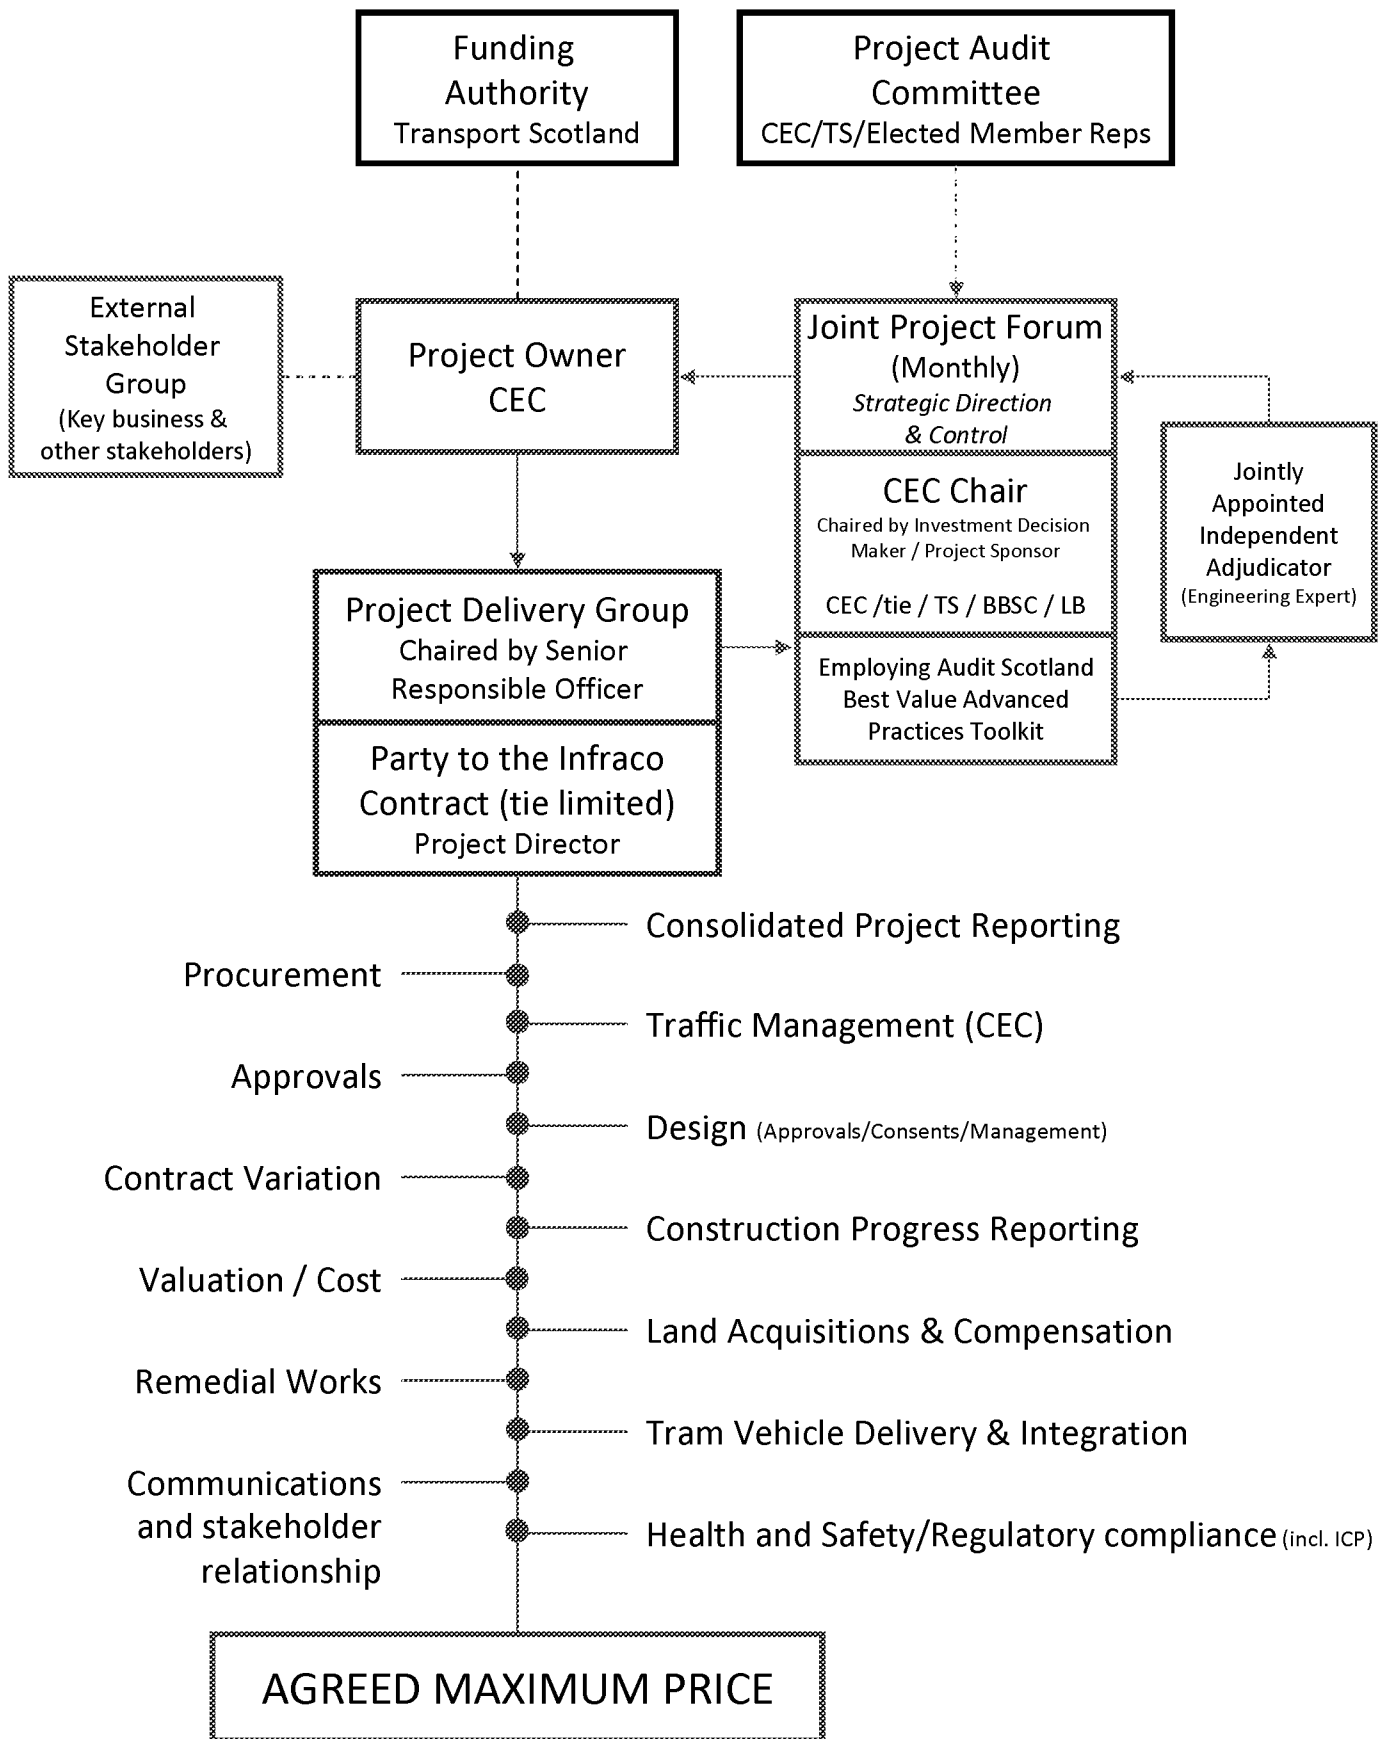 Funding
Authority
Transport Scotland
Project Audit
Committee
CEC/TS/Elected Member Reps
External
Stakeholder
Group
(Key business &
other stakeholders)
Project Owner
CEC
Joint Project Forum
(Monthly)
Strategic Direction
& Control
CEC Chair
Chaired by Investment Decision
Maker / Project Sponsor
CEC /tie / TS / BBSC / LB
Employing Audit Scotland
Best Value Advanced
Practices Toolkit
Jointly
Appointed
Independent
Adjudicator
(Engineering Expert)
Project Delivery Group
Chaired by Senior
Responsible Officer
Party to the Infraco
Contract (tie limited)
Project Director
Consolidated Project Reporting
Procurement
Traffic Management (CEC)
Approvals
Design (Approvals/Consents/Management)
Contract Variation
Construction Progress Reporting
Valuation / Cost
Land Acquisitions & Compensation
Remedial Works
Tram Vehicle Delivery & Integration
Communications
and stakeholder
relationship
Health and Safety/Regulatory compliance (incl. ICP)
AGREED MAXIMUM PRICE